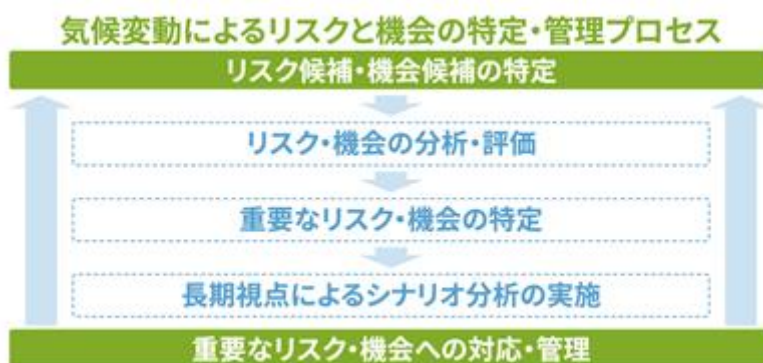 気候変動によるリスクと機会の特定・管理プロセス
リスク候補・機会候補の特定
リスク・機会の分析・評価
重要なリスク・機会の特定
長期視点によるシナリオ分析の実施
重要なリスク・機会への対応・管理